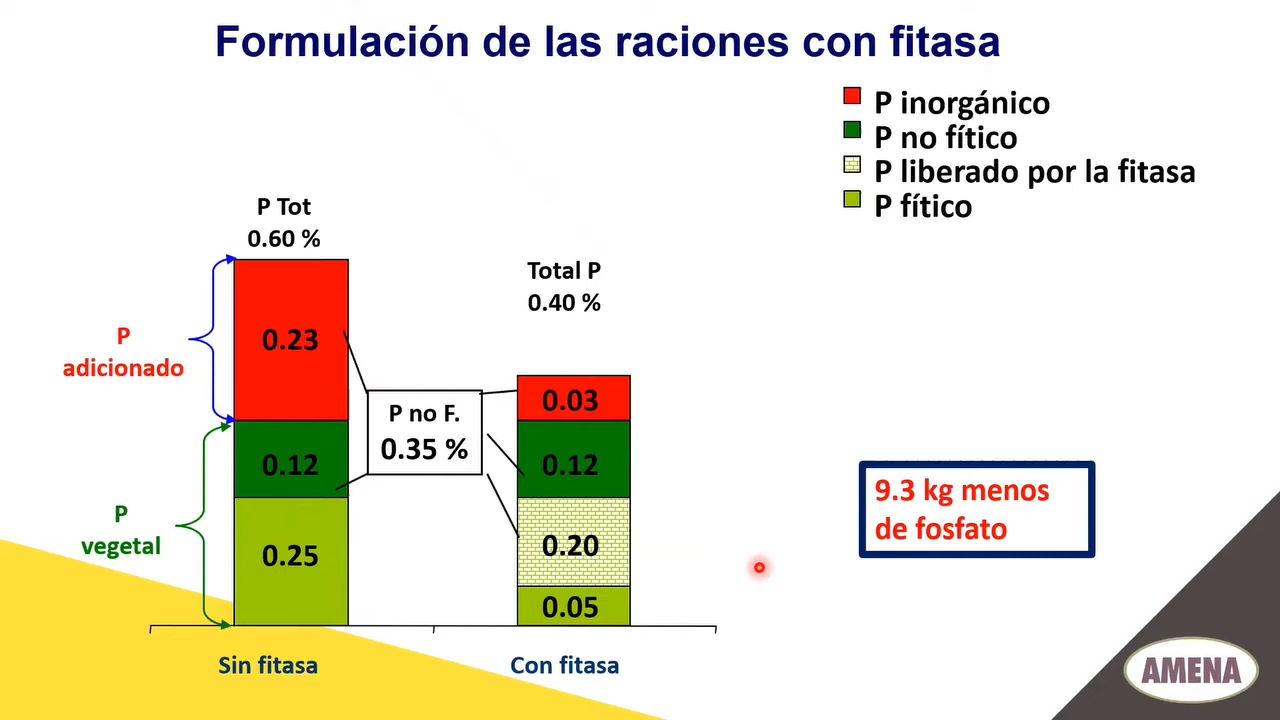 Formulación de las raciones con fitasa
P inorgánico
P no fítico
P liberado por la fitasa
P fítico
P Tot
0.60 %
Total P
0.40 %
P
adicionado
0.23
0.03
P no F.
0.35 %
0.12
0.12
P
vegetal
0.25
0.20
0.05
9.3 kg menos
de fosfato
Sin fitasa
Con fitasa
AMENA